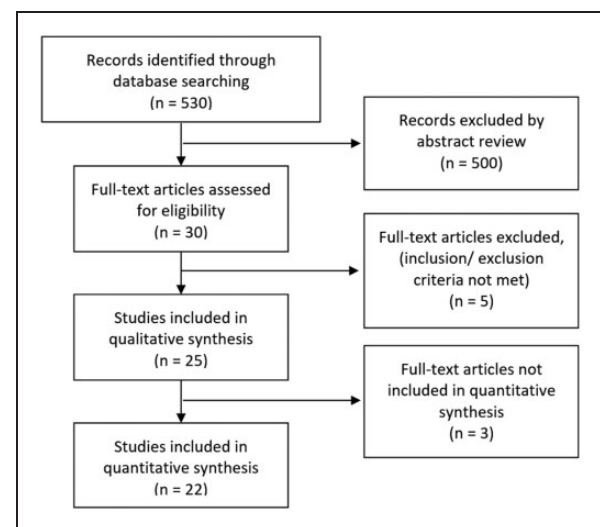 Records identified through
database searching
(n = 530)
Records excluded by
abstract review
(n = 500)
Full-text articles assessed
for eligibility
(n = 30)
Full-text articles excluded,
(inclusion/ exclusion
criteria not met)
(n = 5)
Studies included in
qualitative synthesis
(n = 25)
Full-text articles not
included in quantitative
synthesis
(n = 3)
Studies included in
quantitative synthesis
(n = 22)